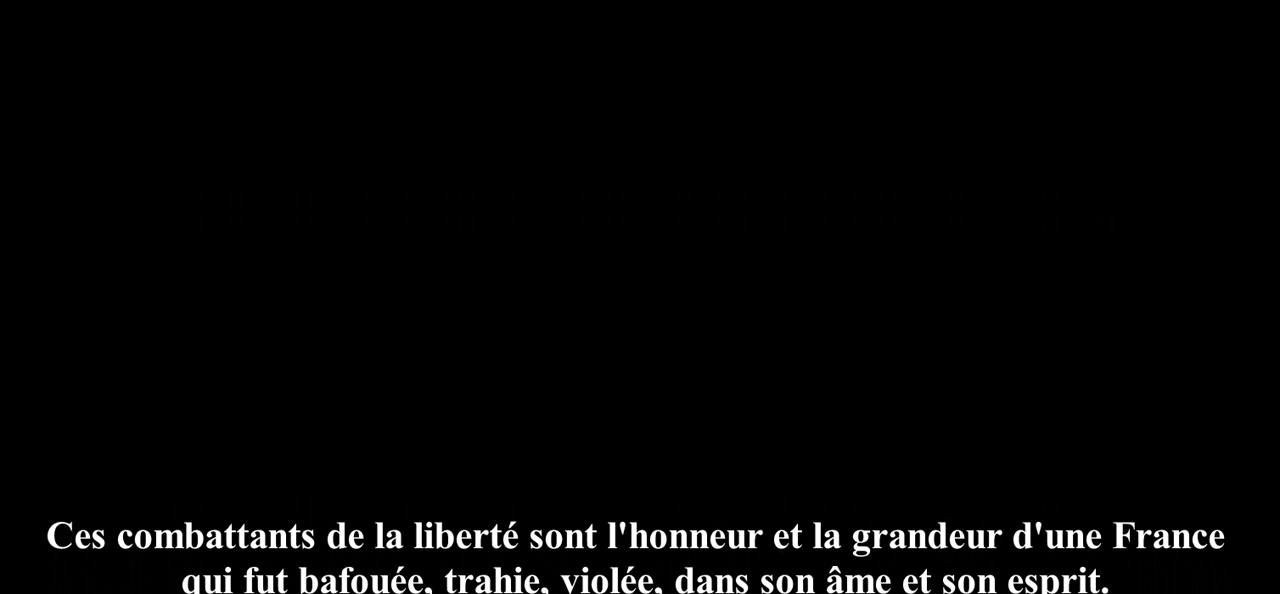 Ces combattants de la liberté sont l'honneur et la grandeur d'une France
qui fut bafouée, trahie, violée, dans son âme et son esprit.